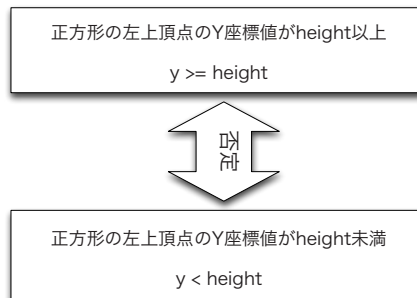 正方形の左上頂点のY座標値がheight以上
y >= height
否定
正方形の左上頂点のY座標値がheight未満
y < height